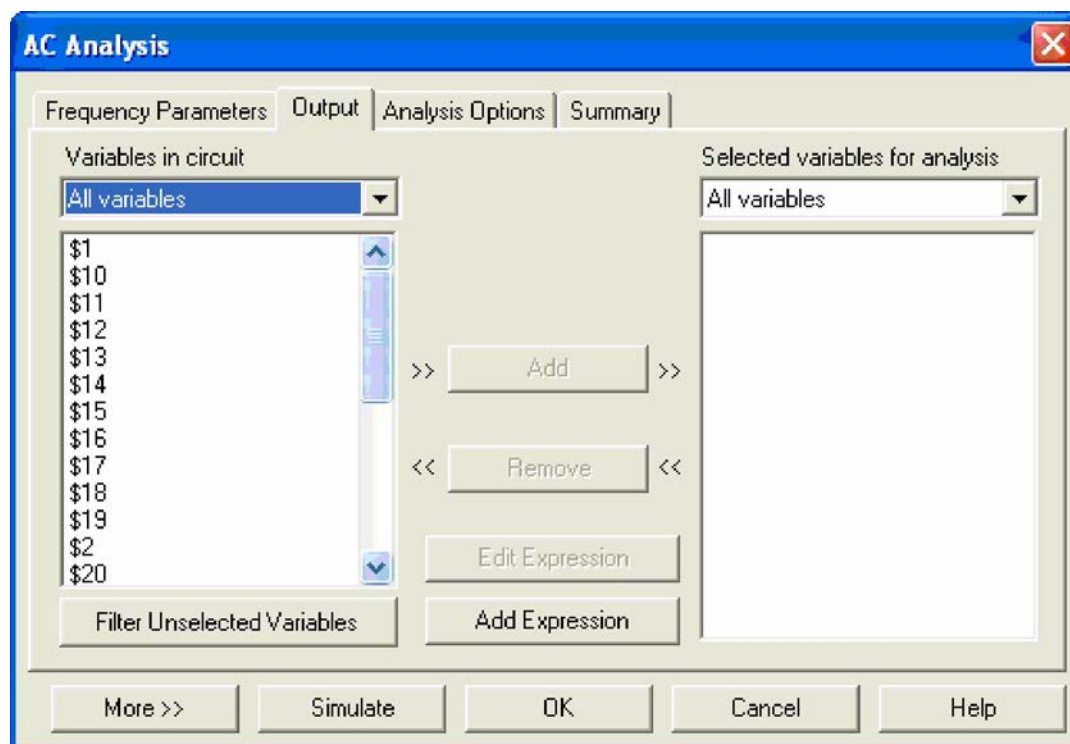 AC Analysis
Frequency Parameters Output Analysis Options Summary
Variables in circuit
All variables
$1
$10
$11
$12
$13
$14
$15
$16
$17
$18
$19
$2
$20
Filter Unselected Variables
>> Add >>
<< Remove <<
Edit Expression
Add Expression
Selected variables for analysis
All variables
More >> Simulate OK Cancel Help